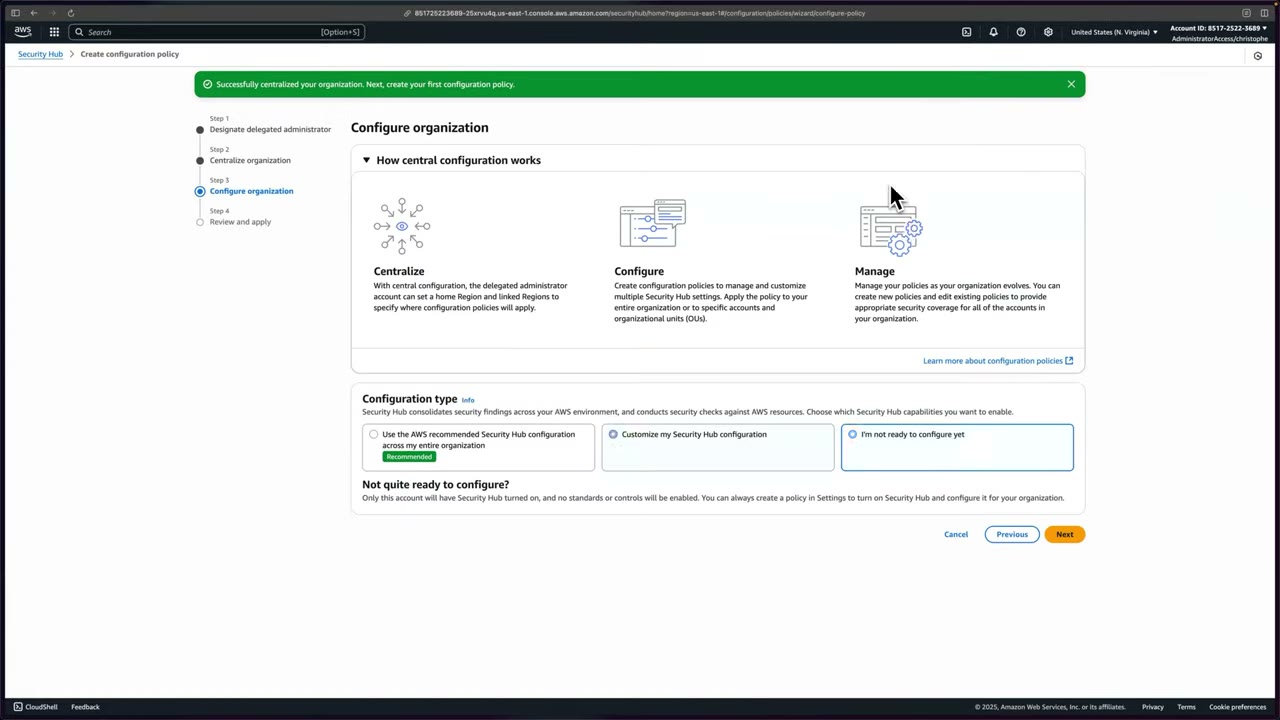 851725223689-25xrvu4q.us-east-1.console.aws.amazon.com/securityhub/home?region=us-east-1#/configuration/policies/wizard/configure-policy
aws
Search
[Option+S]
United States (N. Virginia)
Account ID: 8517-2522-3689
AdministratorAccess/christophe
Security Hub
Create configuration policy
Successfully centralized your organization. Next, create your first configuration policy.
Step 1
Designate delegated administrator
Step 2
Centralize organization
Step 3
Configure organization
Step 4
Review and apply
Configure organization
How central configuration works
Centralize
With central configuration, the delegated administrator
account can set a home Region and linked Regions to
specify where configuration policies will apply.
Configure
Create configuration policies to manage and customize
multiple Security Hub settings. Apply the policy to your
entire organization or to specific accounts and
organizational units (OUs).
Manage
Manage your policies as your organization evolves. You can
create new policies and edit existing policies to provide
appropriate security coverage for all of the accounts in
your organization.
Learn more about configuration policies
Configuration type Info
Security Hub consolidates security findings across your AWS environment, and conducts security checks against AWS resources. Choose which Security Hub capabilities you want to enable.
Use the AWS recommended Security Hub configuration
across my entire organization
Recommended
Customize my Security Hub configuration
I'm not ready to configure yet
Not quite ready to configure?
Only this account will have Security Hub turned on, and no standards or controls will be enabled. You can always create a policy in Settings to turn on Security Hub and configure it for your organization.
Cancel
Previous
Next
CloudShell
Feedback
© 2025, Amazon Web Services, Inc. or its affiliates.
Privacy
Terms
Cookie preferences